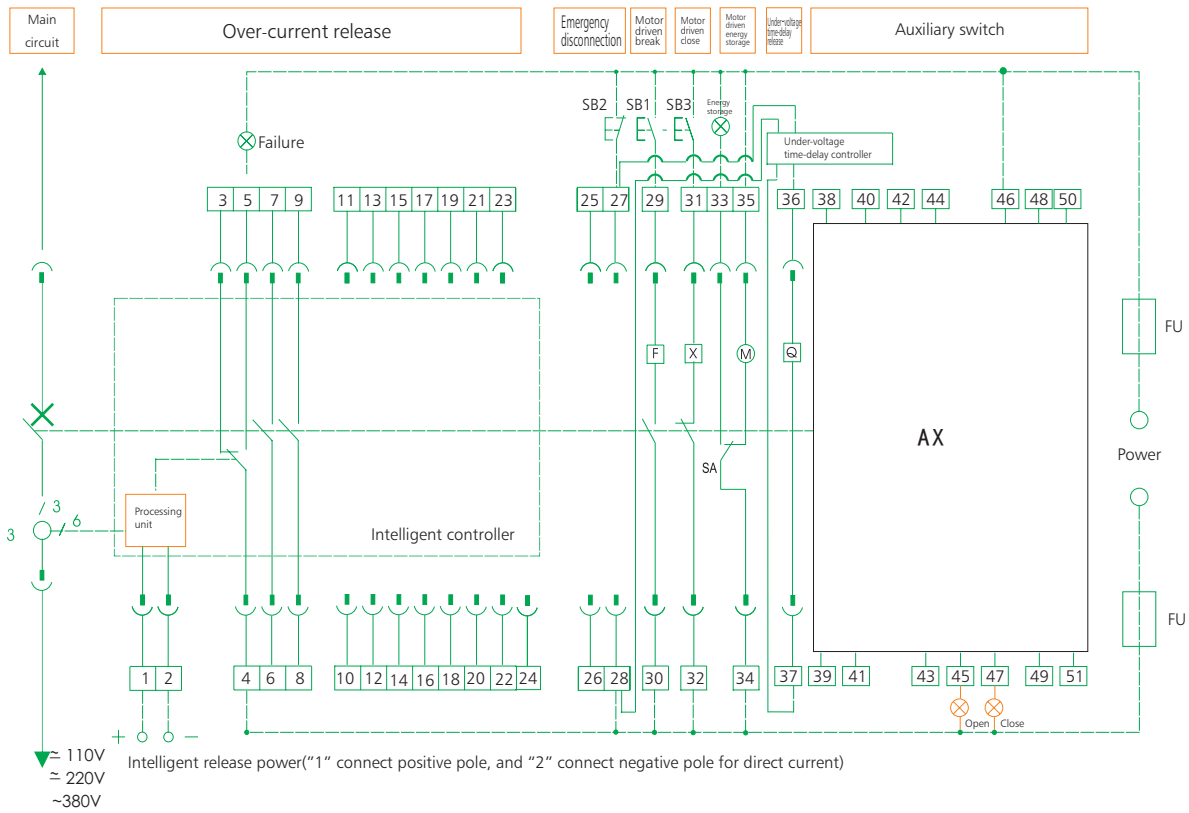 Main
circuit
Over-current release
Emergency
disconnection
Motor
driven
break
Motor
driven
close
Motor
driven
energy
storage
Under-voltage
time-delay
release
Auxiliary switch
SB2
SB1
SB3
Energy
storage
Failure
Under-voltage
time-delay controller
3 5 7 9
11 13 15 17 19 21 23
25 27
29
31 33 35
36
38
40
42
44
46
48
50
FU
F
X
M
Q
AX
Power
SA
3
/ 3
/ 6
Processing
unit
Intelligent controller
FU
1 2
4 6 8
10 12 14 16 18 20 22 24
26 28
30
32
34
37
39
41
43
45
47
49
51
Open
Close
+
−
≃ 110V
≃ 220V
~380V
Intelligent release power("1" connect positive pole, and “2” connect negative pole for direct current)